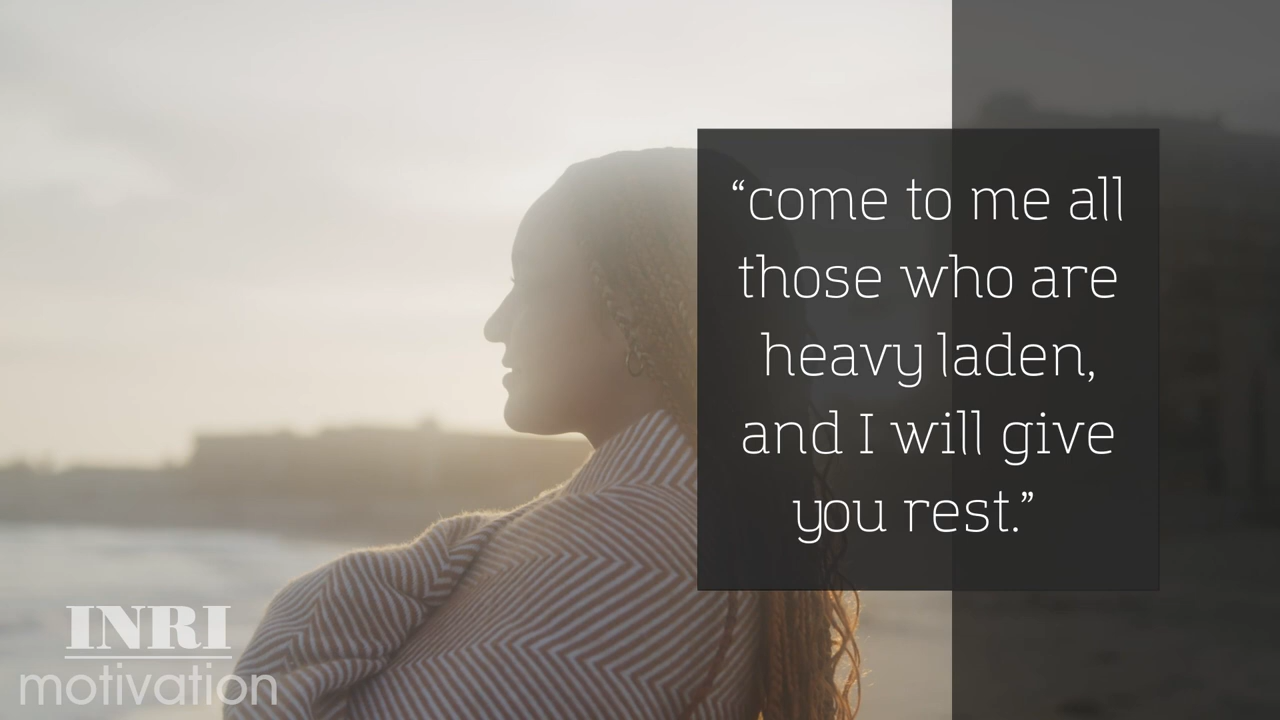 “come to me all
those who are
heavy laden,
and I will give
you rest.”
INRI
motivation